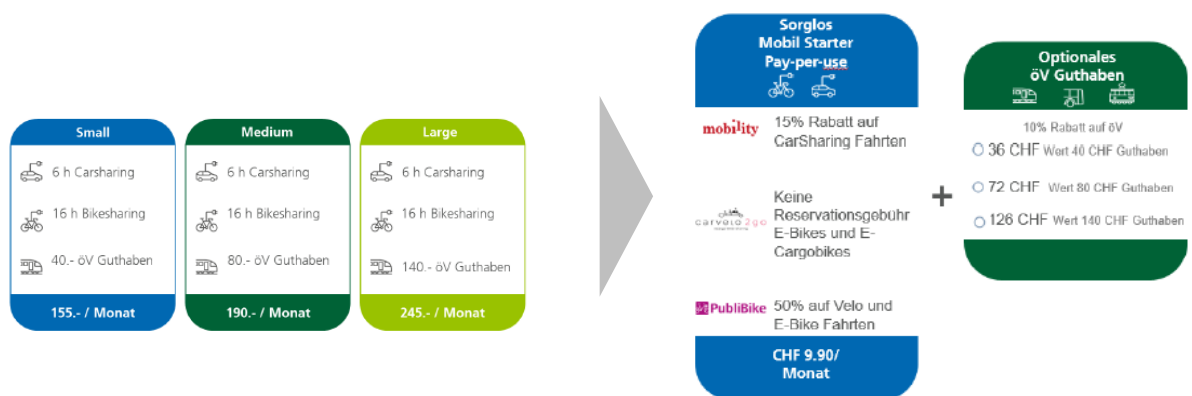 Small
6 h Carsharing
16 h Bikesharing
40.- öV Guthaben
155.- / Monat
Medium
6 h Carsharing
16 h Bikesharing
80.- öV Guthaben
190.- / Monat
Large
6 h Carsharing
16 h Bikesharing
140.- öV Guthaben
245.- / Monat
Sorglos
Mobil Starter
Pay-per-use
mobility
15% Rabatt auf
CarSharing Fahrten
carvelo2go
Keine
Reservationsgebühr
E-Bikes und E-
Cargobikes
PubliBike
50% auf Velo und
E-Bike Fahrten
CHF 9.90/
Monat
+
Optionales
öV Guthaben
10% Rabatt auf öV
36 CHF Wert 40 CHF Guthaben
72 CHF Wert 80 CHF Guthaben
126 CHF Wert 140 CHF Guthaben